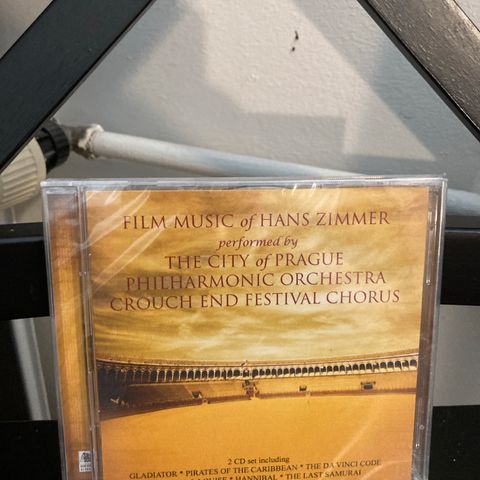 FILM MUSIC of HANS ZIMMER
performed by
THE CITY of PRAGUE
PHILHARMONIC ORCHESTRA
CROUCH END FESTIVAL CHORUS
2 CD set including
GLADIATOR * PIRATES OF THE CARIBBEAN * THE DA VINCI CODE
LOUISE * HANNIBAL * THE LAST SAMURAI